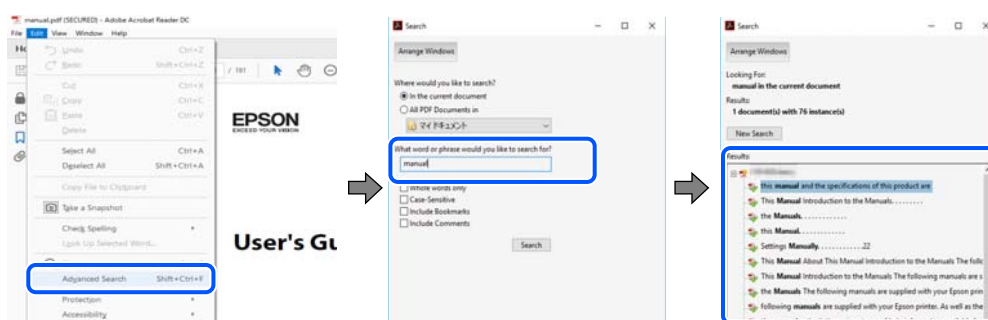 manual.pdf (SECURED) - Adobe Acrobat Reader DC
File Edit View Window Help
Undo Ctrl+Z
Redo Shift+Ctrl+Z
Cut Ctrl+X
Copy Ctrl+C
Paste Ctrl+V
Delete
Select All Ctrl+A
Deselect All Shift+Ctrl+A
Copy File to Clipboard
Take a Snapshot
Check Spelling
Look Up Selected Word...
Advanced Search Shift+Ctrl+F
Protection
Accessibility
/ 191
EPSON
EXCEED YOUR VISION
User's Gu
Search
Arrange Windows
Where would you like to search?
In the current document
All PDF Documents in
マイドキュメント
What word or phrase would you like to search for?
manual
Whole words only
Case-Sensitive
Include Bookmarks
Include Comments
Search
Search
Arrange Windows
Looking For:
manual in the current document
Results:
1 document(s) with 76 instance(s)
New Search
Results:
this manual and the specifications of this product are
This Manual Introduction to the Manuals. . . . . . . . .
the Manuals. . . . . . . . . . . . .
this Manual. . . . . . . . . . . . .
Settings Manually. . . . . . . . . . . . .22
This Manual About This Manual Introduction to the Manuals The follo
This Manual Introduction to the Manuals The following manuals are s
the Manuals The following manuals are supplied with your Epson prin
following manuals are supplied with your Epson printer. As well as the